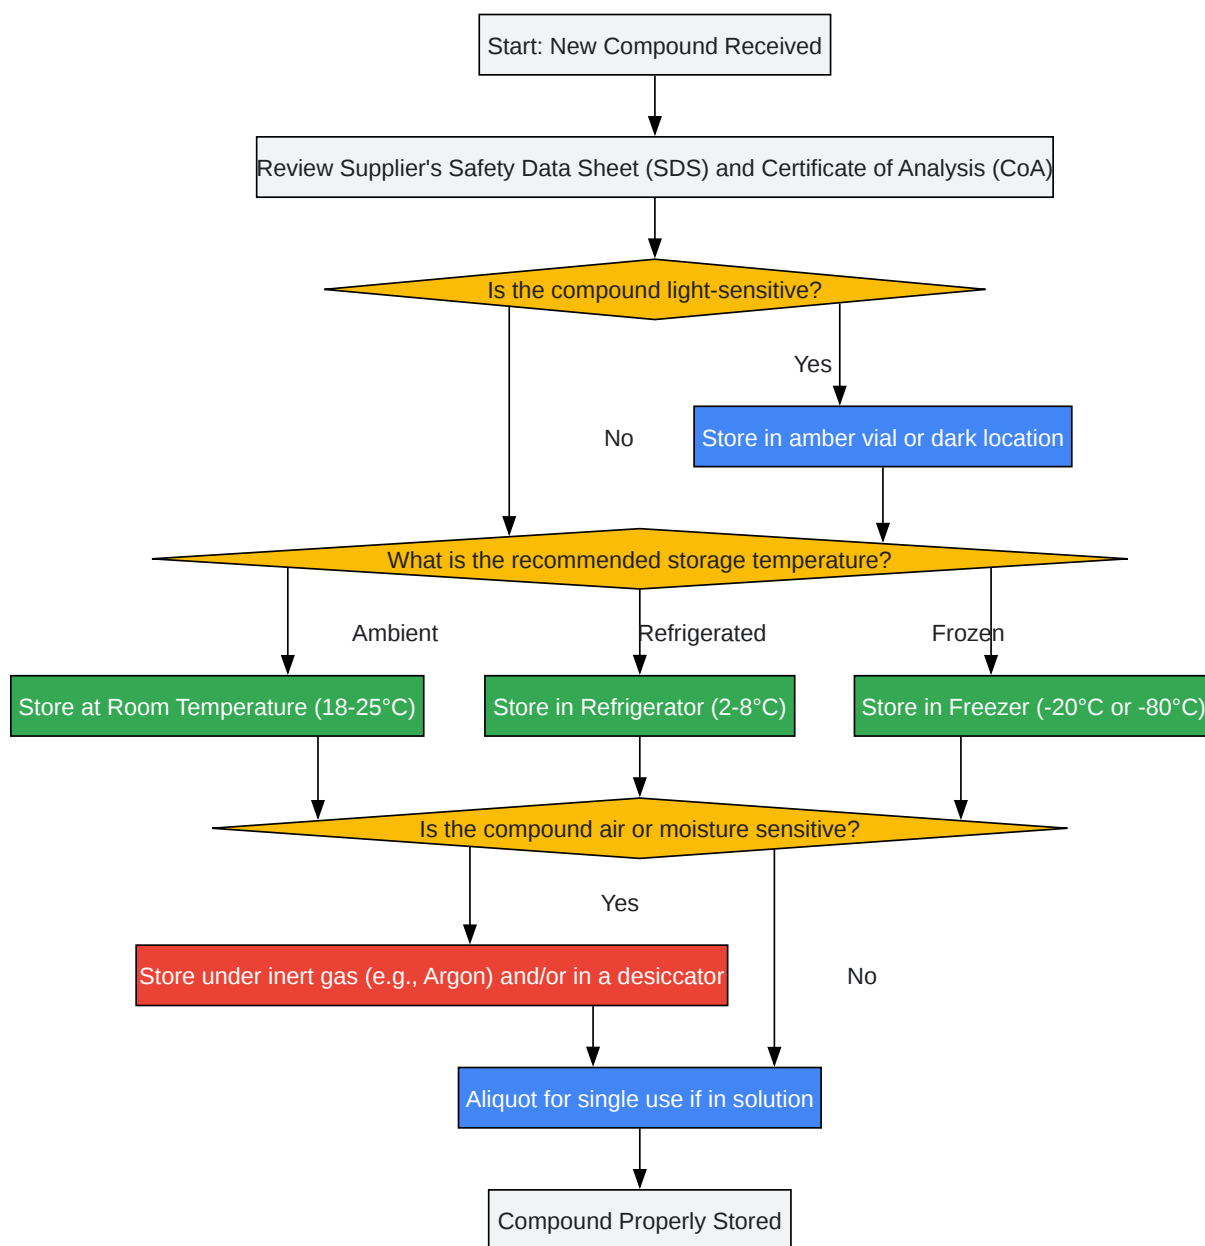 Start: New Compound Received
Review Supplier's Safety Data Sheet (SDS) and Certificate of Analysis (CoA)
Is the compound light-sensitive?
Yes
No
Store in amber vial or dark location
What is the recommended storage temperature?
Ambient
Refrigerated
Frozen
Store at Room Temperature (18-25°C)
Store in Refrigerator (2-8°C)
Store in Freezer (-20°C or -80°C)
Is the compound air or moisture sensitive?
Yes
Store under inert gas (e.g., Argon) and/or in a desiccator
No
Aliquot for single use if in solution
Compound Properly Stored